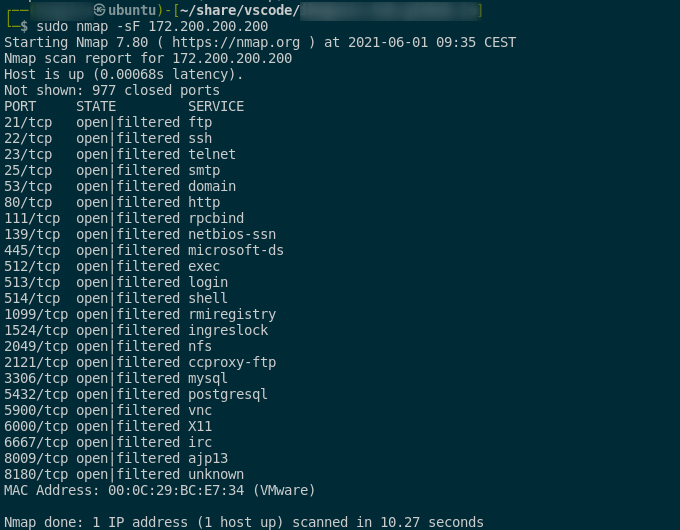 ubuntu)-[~/share/vscode/ ]
$ sudo nmap -sF 172.200.200.200
Starting Nmap 7.80 ( https://nmap.org ) at 2021-06-01 09:35 CEST
Nmap scan report for 172.200.200.200
Host is up (0.00068s latency).
Not shown: 977 closed ports
PORT     STATE         SERVICE
21/tcp   open|filtered ftp
22/tcp   open|filtered ssh
23/tcp   open|filtered telnet
25/tcp   open|filtered smtp
53/tcp   open|filtered domain
80/tcp   open|filtered http
111/tcp  open|filtered rpcbind
139/tcp  open|filtered netbios-ssn
445/tcp  open|filtered microsoft-ds
512/tcp  open|filtered exec
513/tcp  open|filtered login
514/tcp  open|filtered shell
1099/tcp open|filtered rmiregistry
1524/tcp open|filtered ingreslock
2049/tcp open|filtered nfs
2121/tcp open|filtered ccproxy-ftp
3306/tcp open|filtered mysql
5432/tcp open|filtered postgresql
5900/tcp open|filtered vnc
6000/tcp open|filtered X11
6667/tcp open|filtered irc
8009/tcp open|filtered ajp13
8180/tcp open|filtered unknown
MAC Address: 00:0C:29:BC:E7:34 (VMware)
Nmap done: 1 IP address (1 host up) scanned in 10.27 seconds